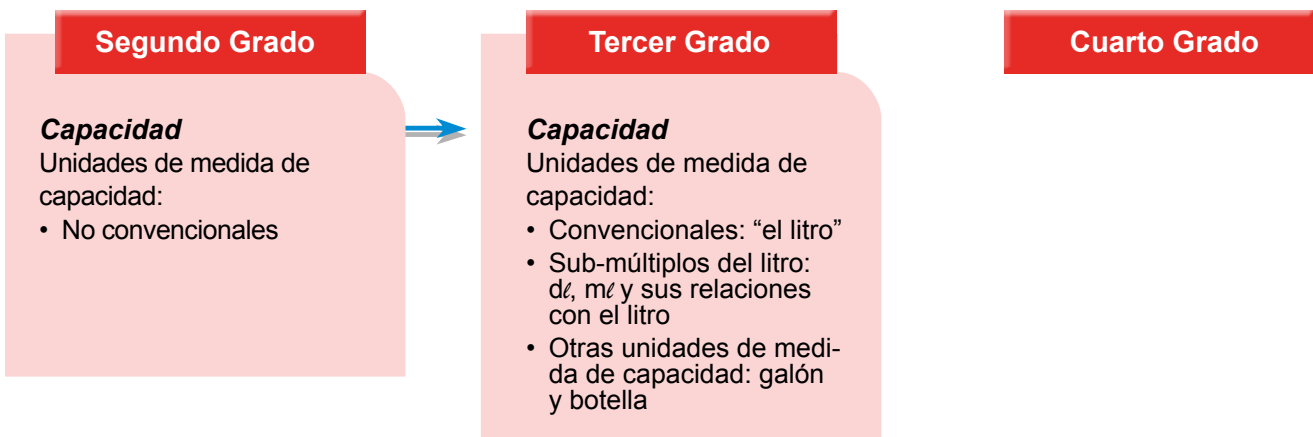 Segundo Grado
Capacidad
Unidades de medida de
capacidad:
• No convencionales
Tercer Grado
Capacidad
Unidades de medida de
capacidad:
• Convencionales: “el litro”
• Sub-múltiplos del litro:
dℓ, mℓ y sus relaciones
con el litro
• Otras unidades de medi-
da de capacidad: galón
y botella
Cuarto Grado